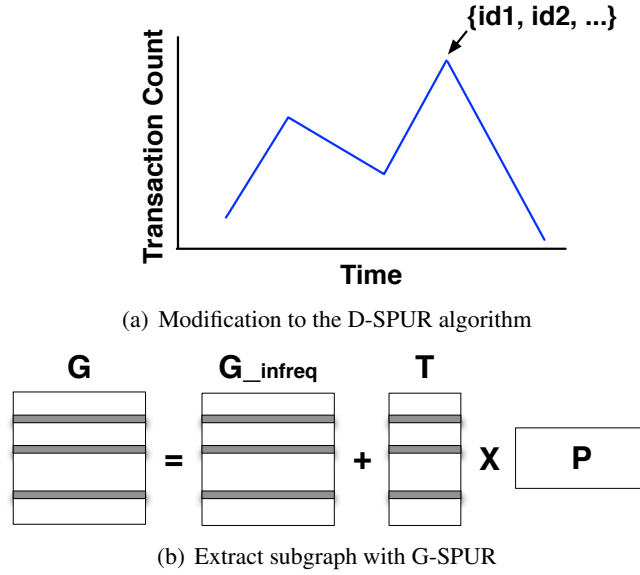 {id1, id2, ...}
Transaction Count
Time
(a) Modification to the D-SPUR algorithm
G
G_infreq
T
=
+
X
P
(b) Extract subgraph with G-SPUR